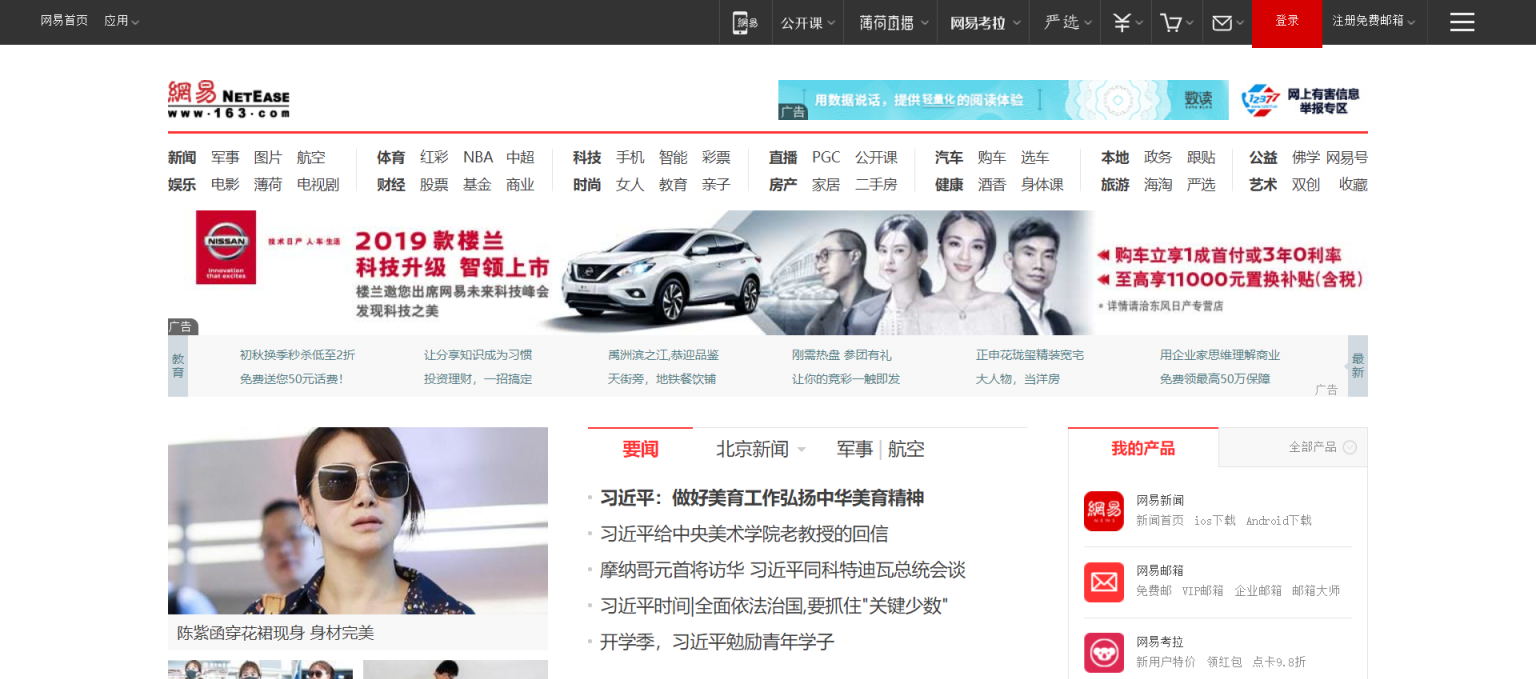 网易首页 应用
網易 公开课 薄荷直播 网易考拉 严选 登录 注册免费邮箱
網易 NETEASE
www.163.com
用数据说话，提供轻量化的阅读体验 数读
广告
12377 网上有害信息
举报专区
新闻 军事 图片 航空 体育 红彩 NBA 中超 科技 手机 智能 彩票 直播 PGC 公开课 汽车 购车 选车 本地 政务 跟贴 公益 佛学 网易号
娱乐 电影 薄荷 电视剧 财经 股票 基金 商业 时尚 女人 教育 亲子 房产 家居 二手房 健康 酒香 身体课 旅游 海淘 严选 艺术 双创 收藏
NISSAN
Innovation
that excites
技术日产 人·车·生活
2019 款楼兰
科技升级 智领上市
楼兰邀您出席网易未来科技峰会
发现科技之美
购车立享1成首付或3年0利率
至高享11000元置换补贴(含税)
详情请洽东风日产专营店
广告
教育
初秋换季秒杀低至2折 让分享知识成为习惯 禹洲滨之江,恭迎品鉴 刚需热盘 参团有礼 正申花珑玺精装宽宅 用企业家思维理解商业
免费送您50元话费! 投资理财，一招搞定 天街旁，地铁餐饮铺 让你的竞彩一触即发 大人物，当洋房 免费领最高50万保障
广告
最新
陈紫函穿花裙现身 身材完美
要闻 北京新闻 军事 | 航空
习近平：做好美育工作弘扬中华美育精神
习近平给中央美术学院老教授的回信
摩纳哥元首将访华 习近平同科特迪瓦总统会谈
习近平时间|全面依法治国,要抓住"关键少数"
开学季，习近平勉励青年学子
我的产品 全部产品
網易
NEWS
网易新闻
新闻首页 ios下载 Android下载
网易邮箱
免费邮 VIP邮箱 企业邮箱 邮箱大师
网易考拉
新用户特价 领红包 点卡9.8折